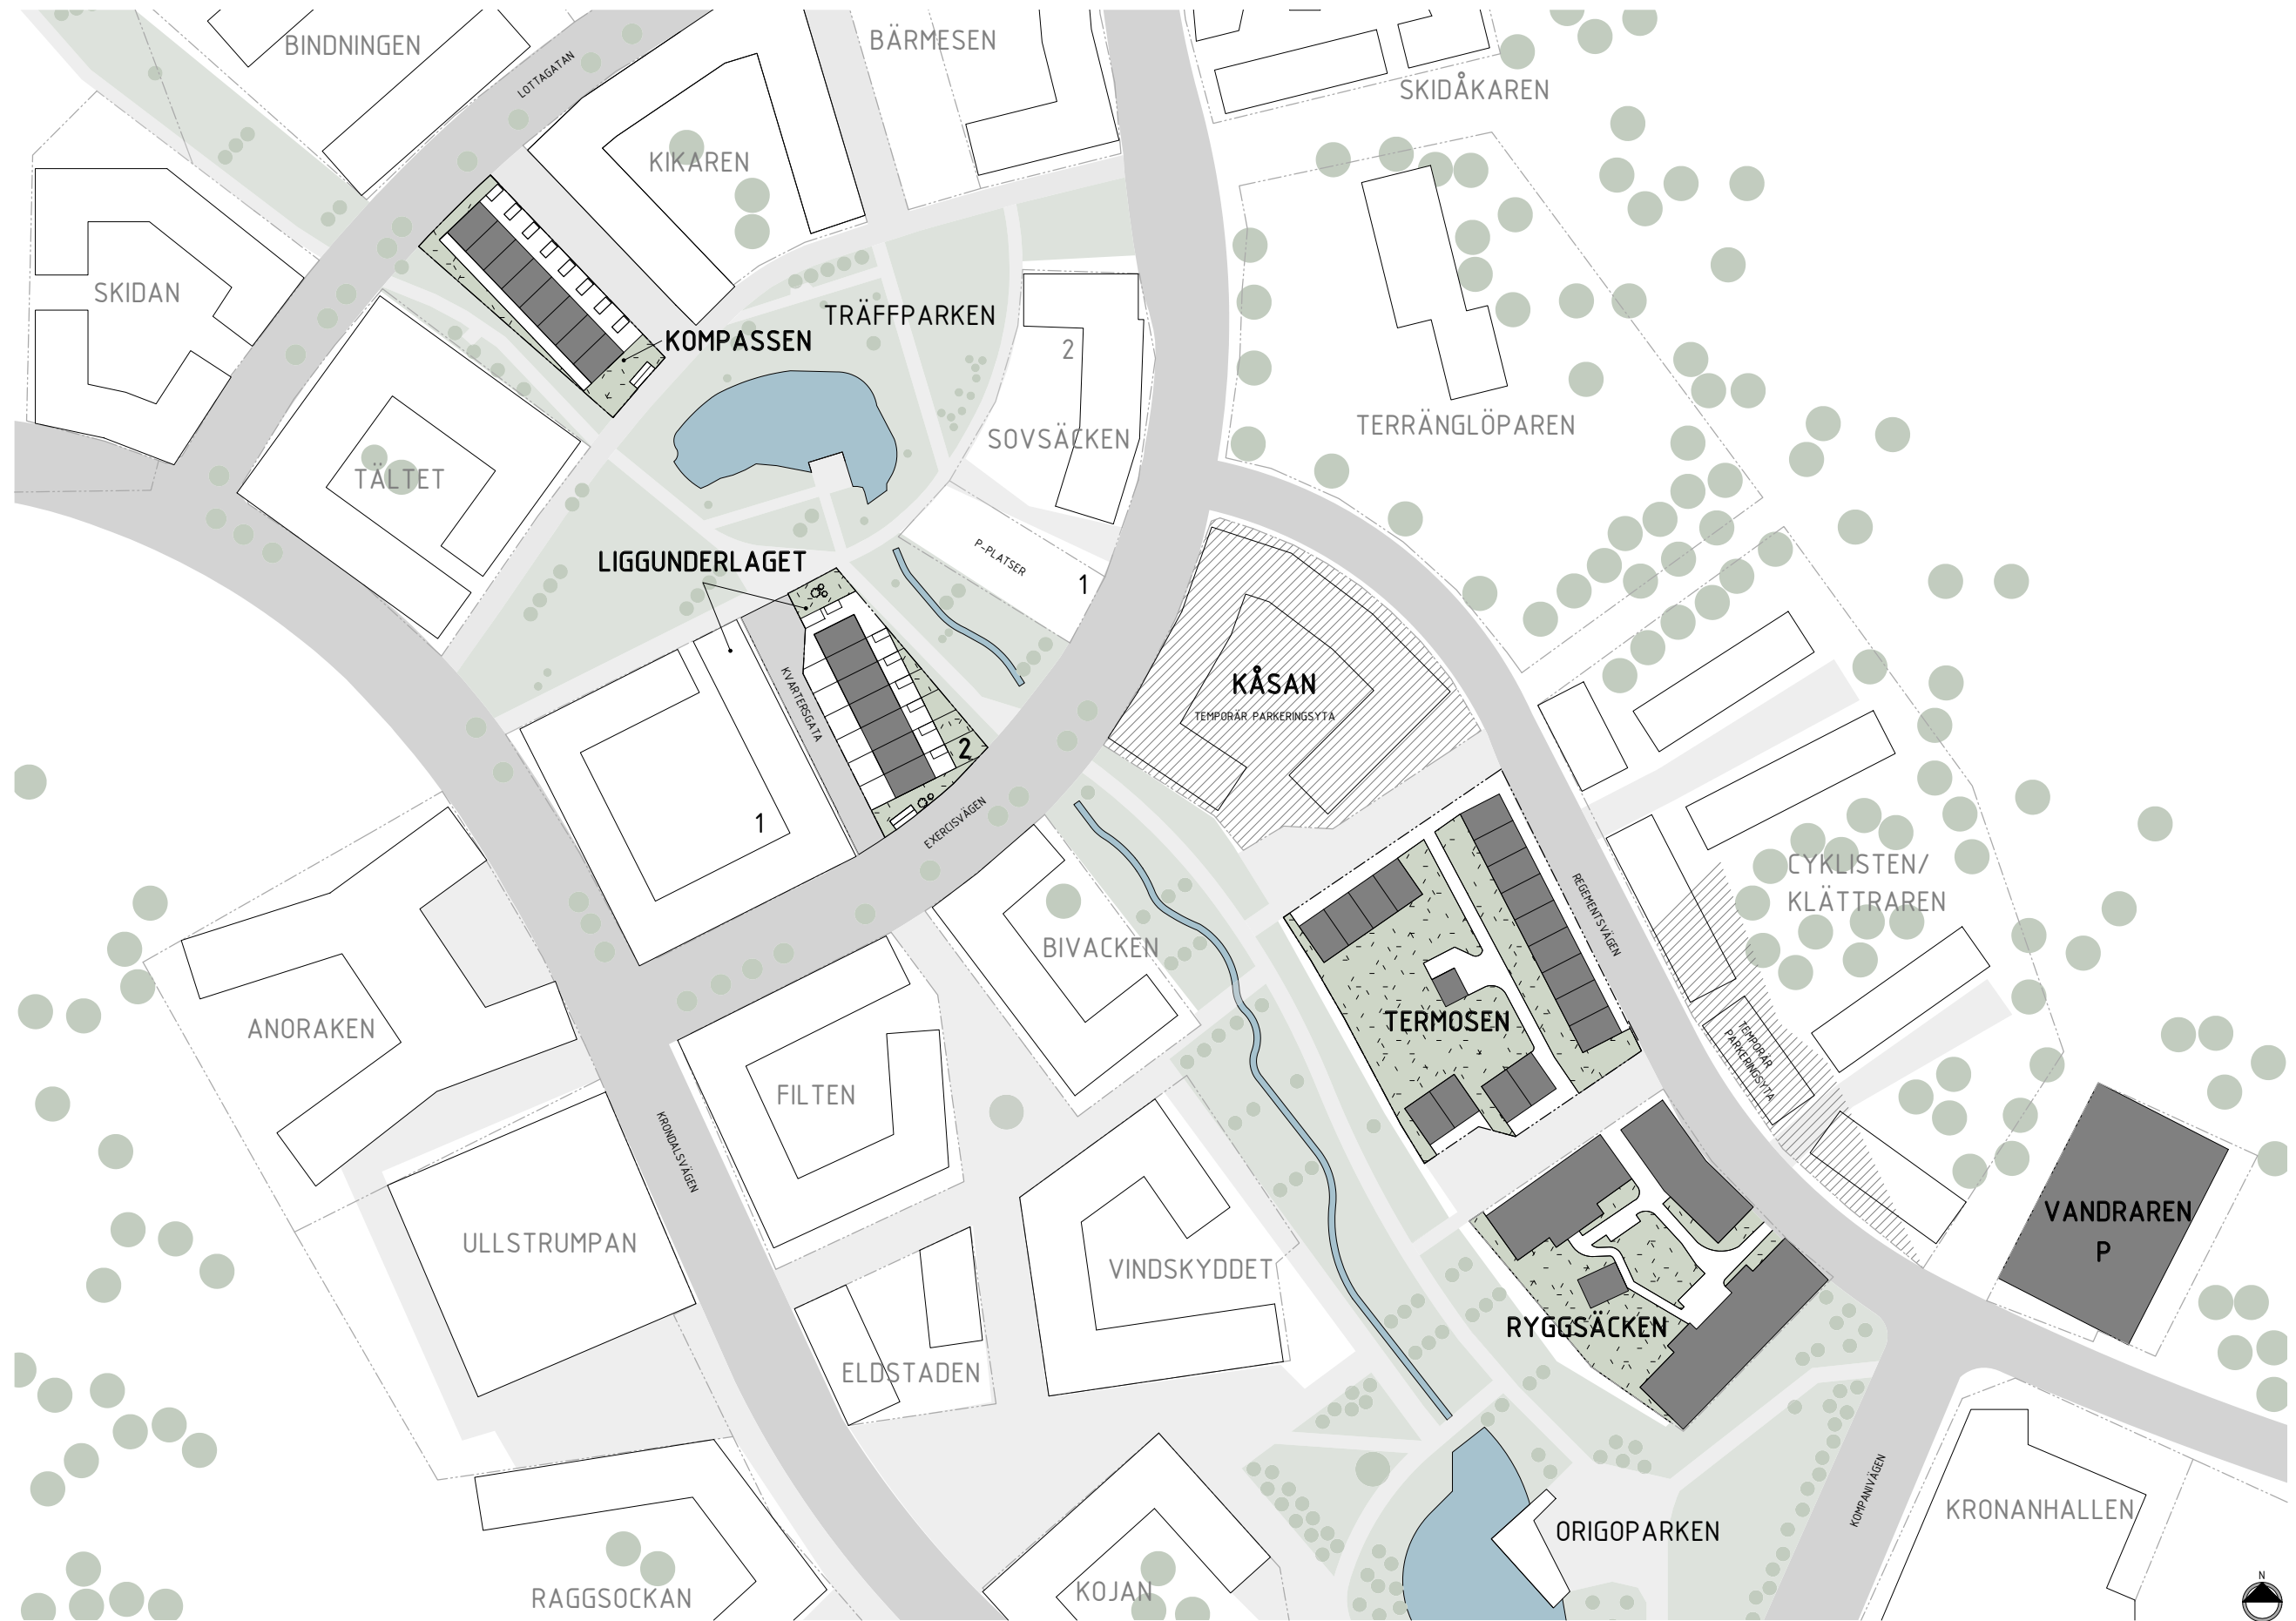 BINDNINGEN
LOTTAGATAN
BÄRMESEN
SKIDÅKAREN
KIKAREN
SKIDAN
TRÄFFPARKEN
KOMPASSEN
2
SOVSÄCKEN
TERRÄNGLÖPAREN
TÄLTET
LIGGUNDERLAGET
P-PLATSER
1
KVARTERSGATA
KÅSAN
TEMPORÄR PARKERINGSYTA
2
1
EXERCISVÄGEN
CYKLISTEN/
KLÄTTRAREN
REGEMENTSVÄGEN
BIVACKEN
ANORAKEN
TERMOSEN
TEMPORÄR
PARKERINGSYTA
FILTEN
KRONDALSVÄGEN
VANDRAREN
P
ULLSTRUMPAN
VINDSKYDDET
RYGGSÄCKEN
ELDSTADEN
KOMPANIVÄGEN
KRONANHALLEN
ORIGOPARKEN
RAGGSOCKAN
KOJAN
N